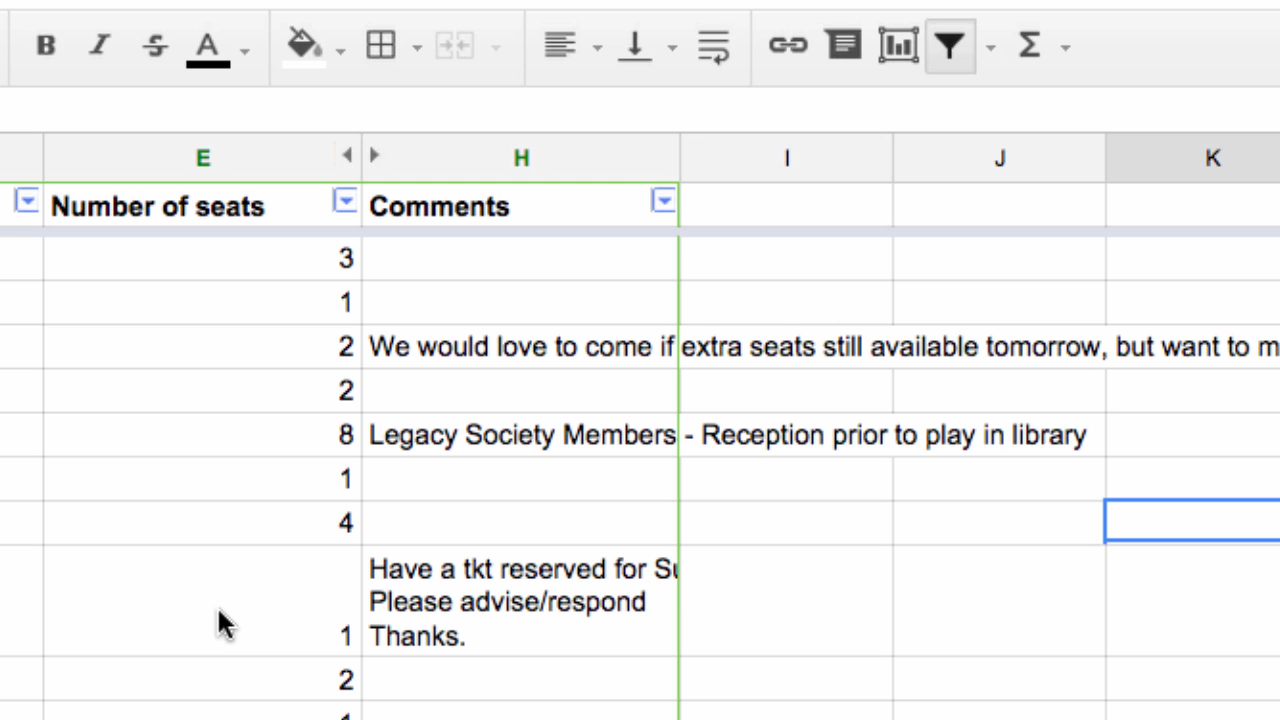 B I S A
E H I J K
Number of seats Comments
3
1
2 We would love to come if extra seats still available tomorrow, but want to m
2
8 Legacy Society Members - Reception prior to play in library
1
4
Have a tkt reserved for Su
Please advise/respond
1 Thanks.
2
1